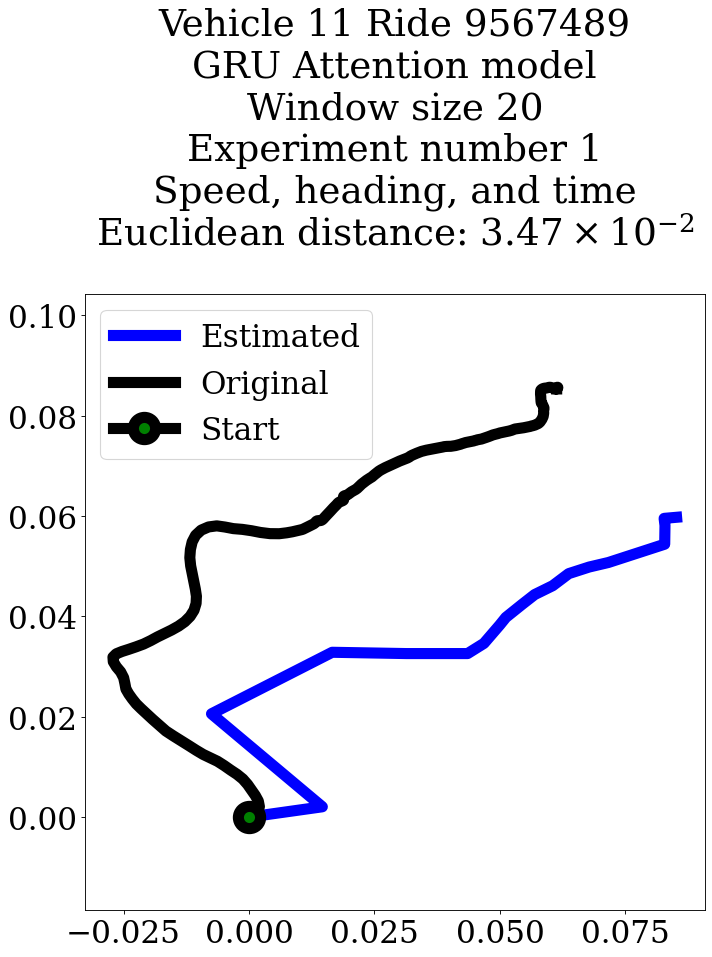 Vehicle 11 Ride 9567489
GRU Attention model
Window size 20
Experiment number 1
Speed, heading, and time
Euclidean distance: 3.47 × 10⁻²
Estimated
Original
Start
0.10
0.08
0.06
0.04
0.02
0.00
−0.025 0.000 0.025 0.050 0.075